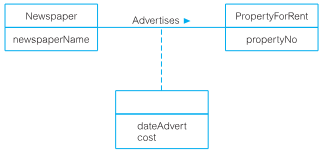 Newspaper
Advertises ►
PropertyForRent
newspaperName
propertyNo
dateAdvert
cost